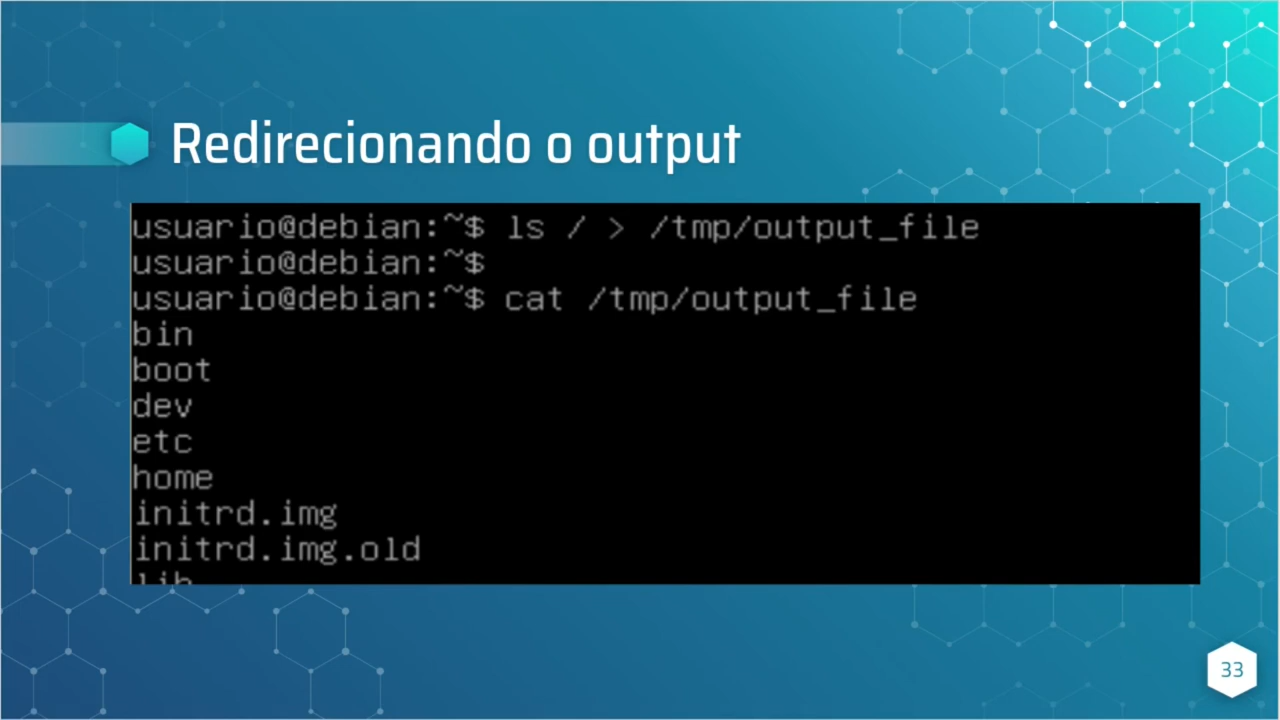 Redirecionando o output
usuario@debian:~$ ls / > /tmp/output_file
usuario@debian:~$
usuario@debian:~$ cat /tmp/output_file
bin
boot
dev
etc
home
initrd.img
initrd.img.old
lib
33